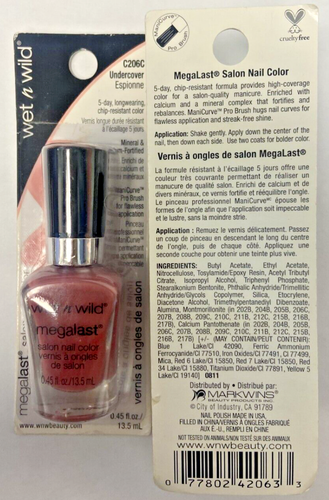 wet n wild®
C206C
Undercover
Espionne
5-day, longwearing,
chip-resistant color
Vernis longue durée résistant
à l'écaillage 5 jours
Mineral &
Fortified
ManiCurve™
Pro Brush
for flawless
application
wet n wild®
megalast®
salon nail color
vernis à ongles
de salon
0.45 fl oz/13.5 mL
megalast®
0.45 fl oz/
13.5 mL
www.wnwbeauty.com
ManiCurve™
Pro Brush
crueltyfree
MegaLast® Salon Nail Color
5-day, chip-resistant formula provides high-coverage
color for a salon-quality manicure. Enriched with
calcium and a mineral complex that fortifies and
rebalances. ManiCurve™ Pro Brush hugs nail curves for
flawless application and streak-free shine.
Application: Shake gently. Apply down the center of the
nail, then down each side. Use two coats for bolder color.
Vernis à ongles de salon MegaLast®
La formule résistant à l'écaillage 5 jours offre une
couleur très couvrante permettant de réaliser un
manucure de qualité salon. Enrichi de calcium et de
divers minéraux, ce vernis fortifie et rééquilibre l'ongle.
Le pinceau professionnel ManiCurve™ épouse les
formes de l'ongle afin que l'application soit impeccable
et le lustre, sans la moindre strie.
Application : Remuez le vernis délicatement. Passez
un coup de pinceau en descendant le long du centre
de l'ongle, puis de chaque côté. Appliquez une
seconde couche pour obtenir une couleur audacieuse.
INGREDIENTS: Butyl Acetate, Ethyl Acetate,
Nitrocellulose, Tosylamide/Epoxy Resin, Acetyl Tributyl
Citrate, Isopropyl Alcohol, Triphenyl Phosphate,
Stearalkonium Bentonite, Phthalic Anhydride/Trimellitic
Anhydride/Glycols Copolymer, Silica, Etocrylene,
Diacetone Alcohol, Trimethylpentanediyl Dibenzoate,
Alumina, Montmorillonite (in 202B, 204B, 205B, 206C,
207B, 208B, 209C, 210C, 211B, 212C, 215B, 216B,
217B), Calcium Pantothenate (in 202B, 204B, 205B,
206C, 207B, 208B, 209C, 210C, 211B, 212C, 215B,
216B, 217B) [+/- (MAY CONTAIN/PEUT CONTENIR)
Blue 1 Lake/CI 42090, Ferric Ammonium
Ferrocyanide/CI 77510, Iron Oxides/CI 77491, CI 77499,
Mica, Red 6 Lake/CI 15850, Red 7 Lake/CI 15850, Red
34 Lake/CI 15880, Titanium Dioxide/CI 77891, Yellow 5
Lake/CI 19140] 0811
Distributed by • Distribué par:
MARKWINS
BEAUTY PRODUCTS INC.
© City of Industry, CA 91789
NAIL POLISH MADE IN USA
FILLED IN CHINA/VERNIS À ONGLES FABRIQUÉ
AUX É.-U., REMPLI EN CHINE
NOT TESTED ON ANIMALS/NON TESTÉ SUR DES ANIMAUX
www.wnwbeauty.com
0 77802 42063 3